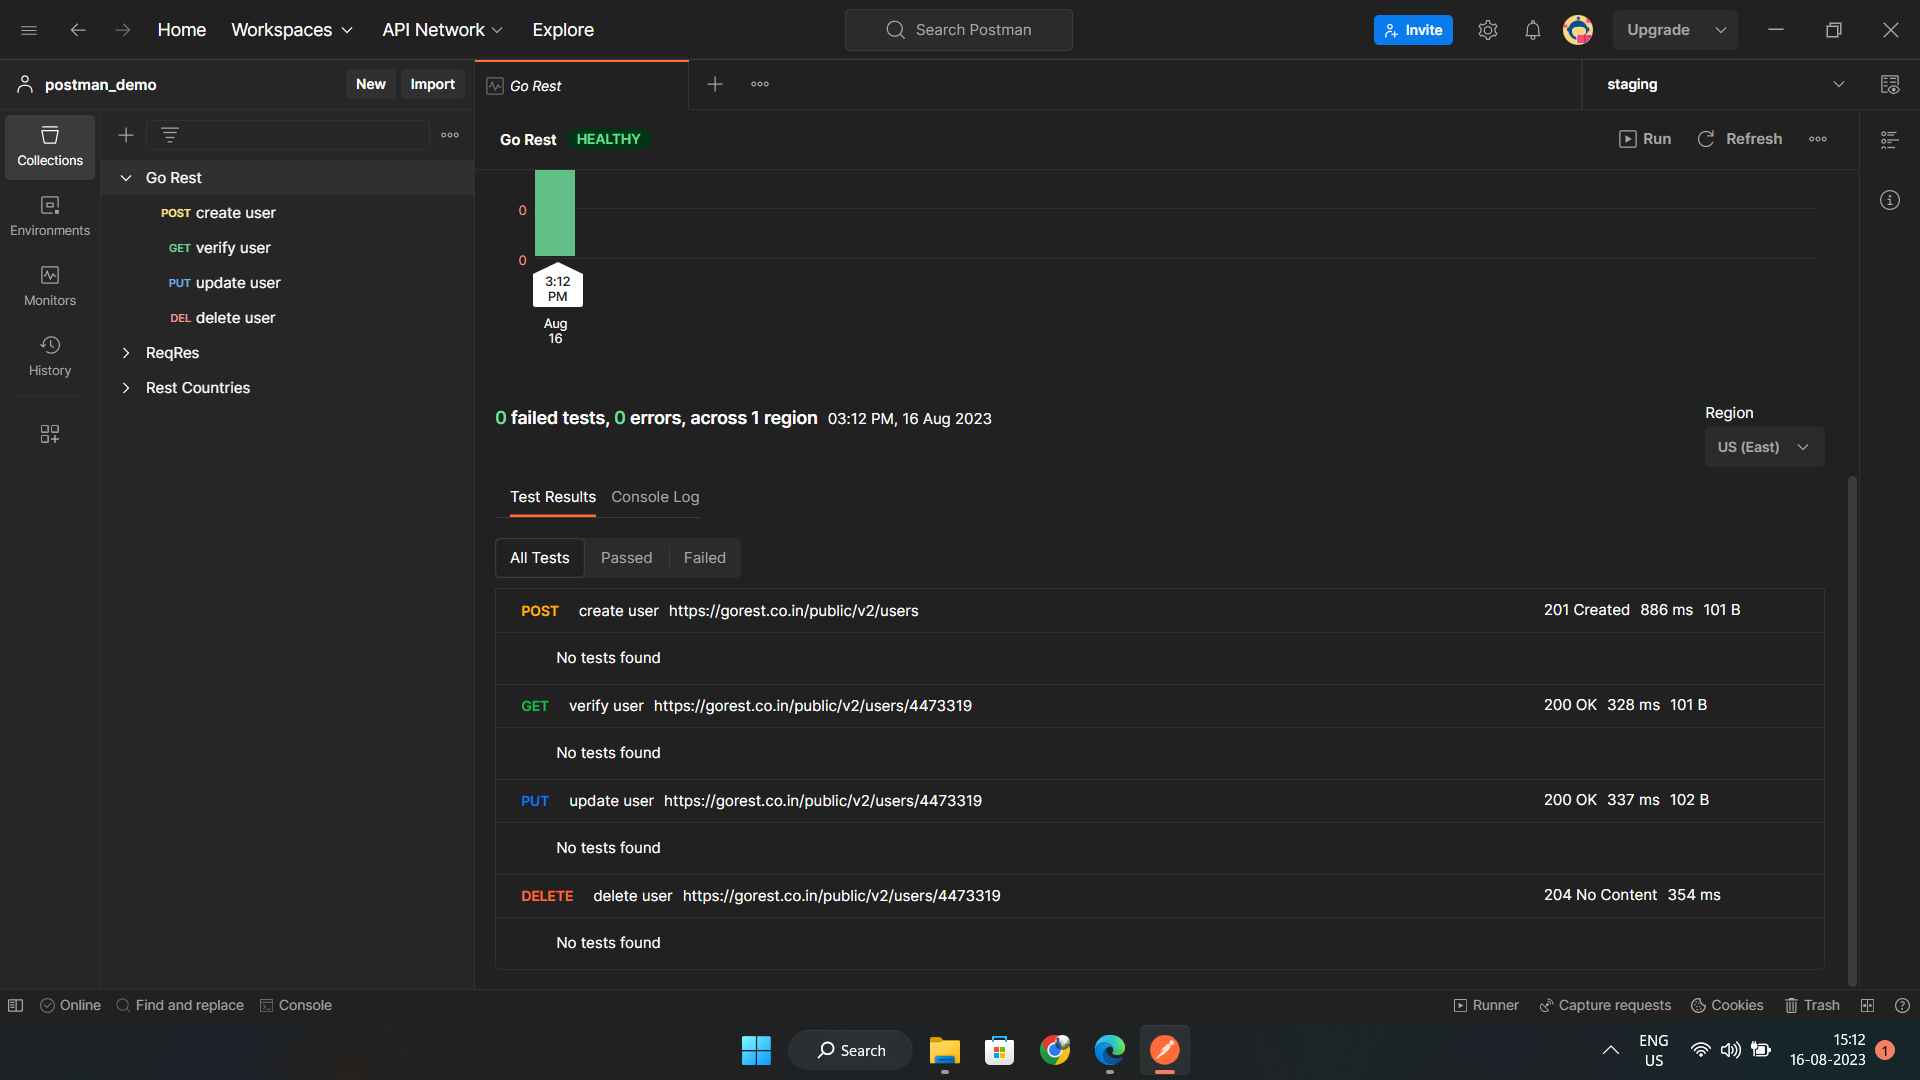 Home Workspaces API Network Explore Search Postman Invite Upgrade
postman_demo New Import Go Rest staging
Collections
Environments
Monitors
History
Go Rest
POST create user
GET verify user
PUT update user
DEL delete user
ReqRes
Rest Countries
Go Rest HEALTHY Run Refresh
0
0
3:12
PM
Aug
16
0 failed tests, 0 errors, across 1 region 03:12 PM, 16 Aug 2023
Region
US (East)
Test Results Console Log
All Tests Passed Failed
POST create user https://gorest.co.in/public/v2/users 201 Created 886 ms 101 B
No tests found
GET verify user https://gorest.co.in/public/v2/users/4473319 200 OK 328 ms 101 B
No tests found
PUT update user https://gorest.co.in/public/v2/users/4473319 200 OK 337 ms 102 B
No tests found
DELETE delete user https://gorest.co.in/public/v2/users/4473319 204 No Content 354 ms
No tests found
Online Find and replace Console Runner Capture requests Cookies Trash
Search
ENG
US
15:12
16-08-2023
1